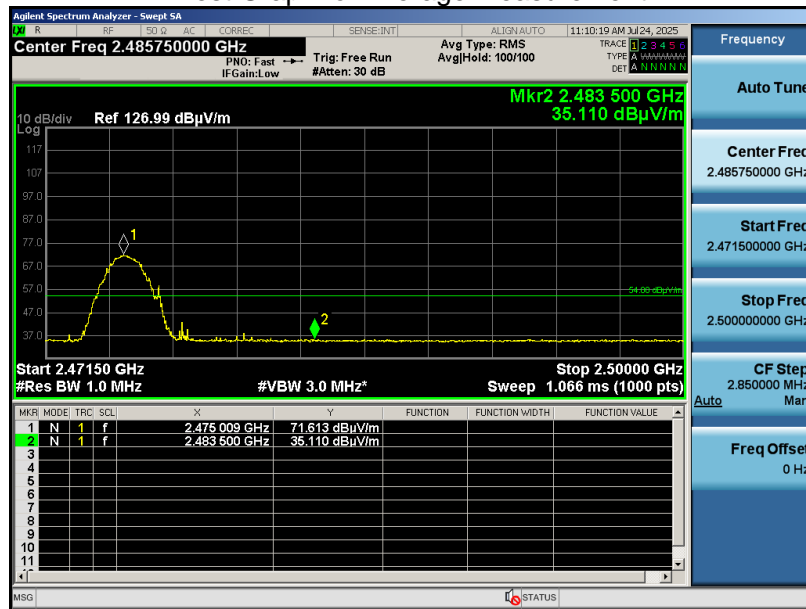 Agilent Spectrum Analyzer - Swept SA
LXI R RF 50 Ω AC CORREC SENSE:INT ALIGN AUTO 11:10:19 AM Jul 24, 2025
Center Freq 2.485750000 GHz
PNO: Fast
IFGain:Low
Trig: Free Run
#Atten: 30 dB
Avg Type: RMS
Avg|Hold: 100/100
TRACE 1 2 3 4 5 6
TYPE A
DET A N N N N N
Mkr2 2.483 500 GHz
35.110 dBµV/m
10 dB/div Ref 126.99 dBµV/m
Log
117
107
97.0
87.0
77.0
67.0
57.0
47.0
37.0
1
2
54.00 dBµV/m
Start 2.47150 GHz Stop 2.50000 GHz
#Res BW 1.0 MHz #VBW 3.0 MHz* Sweep 1.066 ms (1000 pts)
MKR MODE TRC SCL X Y FUNCTION FUNCTION WIDTH FUNCTION VALUE
1 N 1 f 2.475 009 GHz 71.613 dBµV/m
2 N 1 f 2.483 500 GHz 35.110 dBµV/m
3
4
5
6
7
8
9
10
11
MSG STATUS
Frequency
Auto Tune
Center Freq
2.485750000 GHz
Start Freq
2.471500000 GHz
Stop Freq
2.500000000 GHz
CF Step
2.850000 MHz
Auto Man
Freq Offset
0 Hz